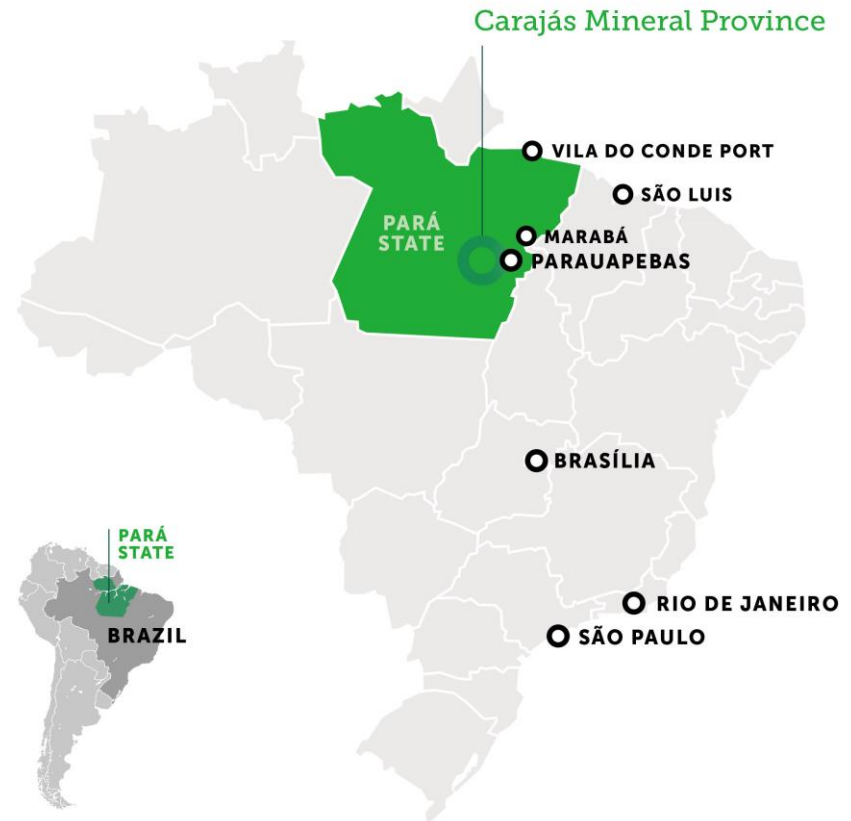 Carajás Mineral Province
VILA DO CONDE PORT
SÃO LUIS
PARÁ
STATE
MARABÁ
PARAUAPEBAS
BRASÍLIA
PARÁ
STATE
BRAZIL
RIO DE JANEIRO
SÃO PAULO